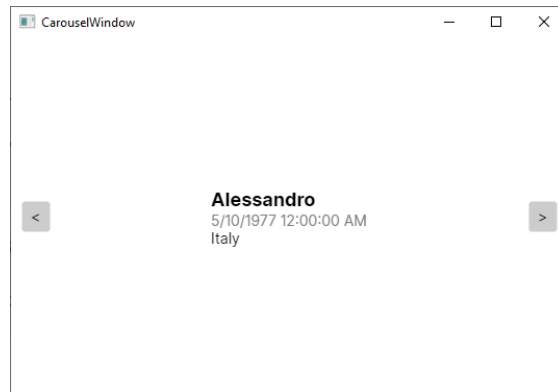 CarouselWindow
Alessandro
5/10/1977 12:00:00 AM
<
>
Italy